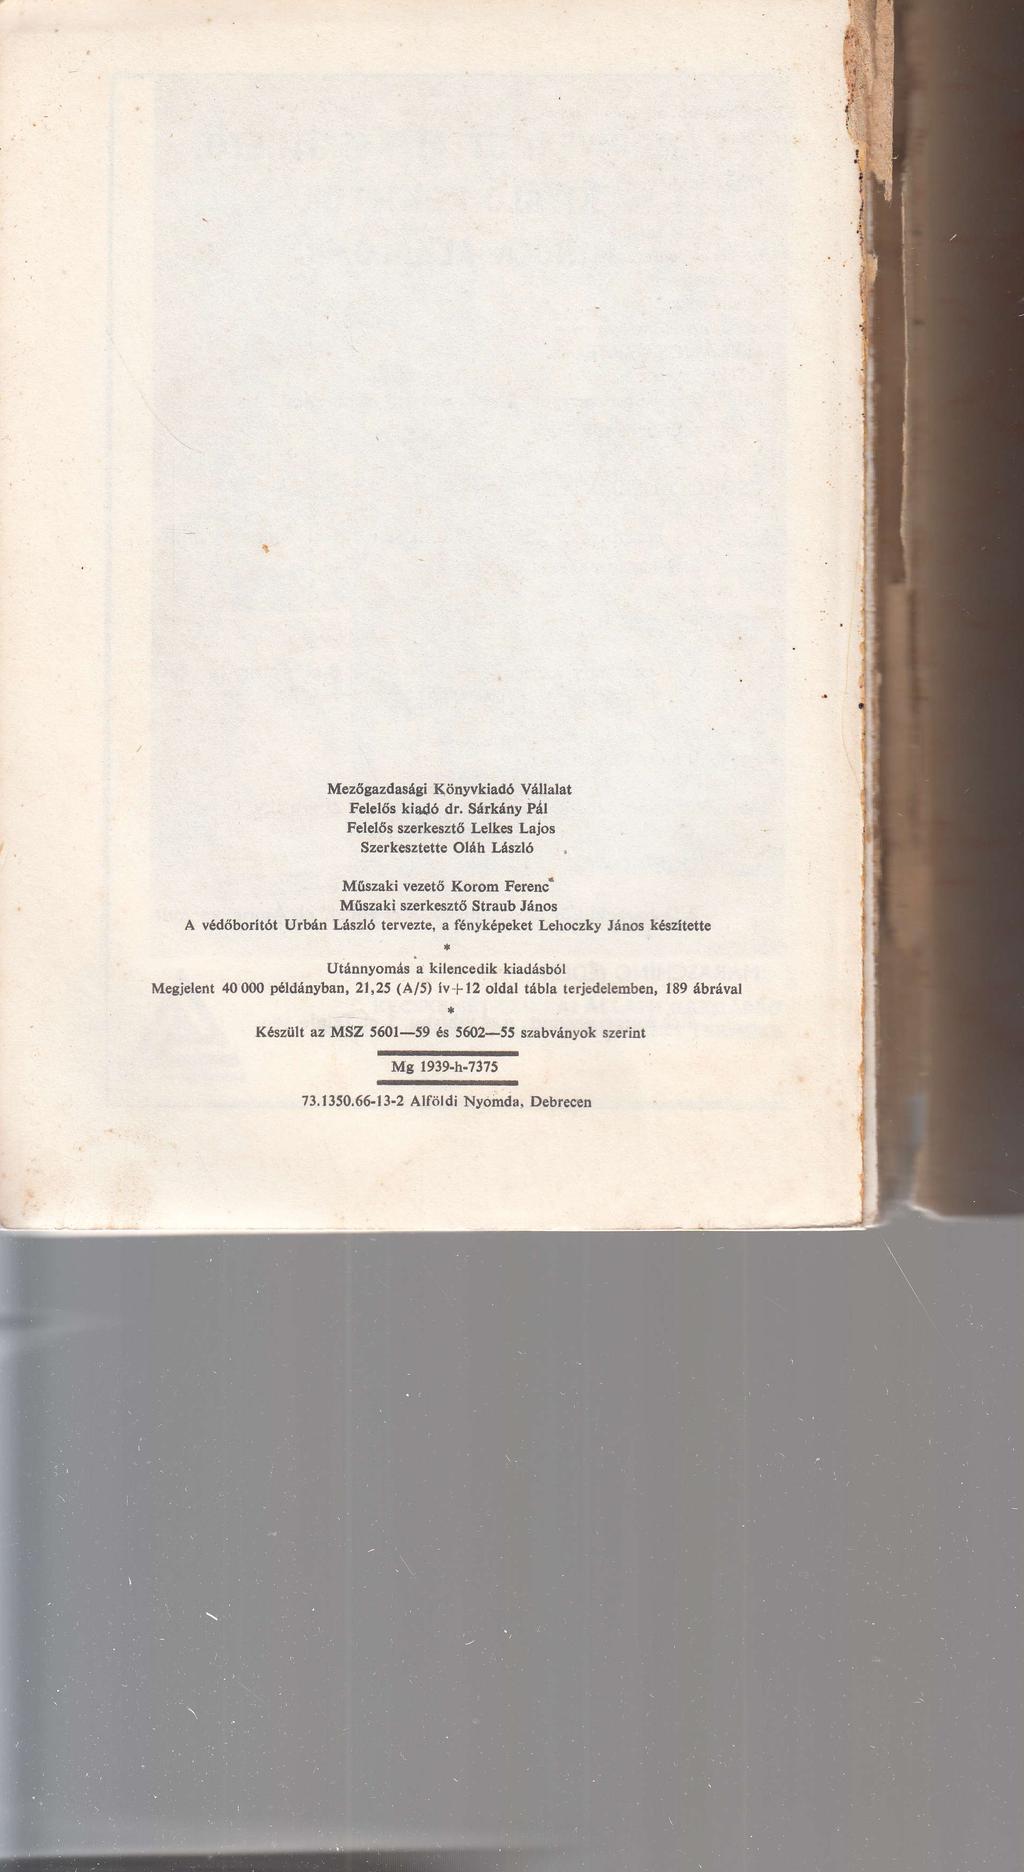 Mezőgazdasági Könyvkiadó Vállalat
Felelős kiadó dr. Sárkány Pál
Felelős szerkesztő Lelkes Lajos
Szerkesztette Oláh László
Műszaki vezető Korom Ferenc
Műszaki szerkesztő Straub János
A védőborítót Urbán László tervezte, a fényképeket Lehoczky János készítette
*
Utánnyomás a kilencedik kiadásból
Megjelent 40 000 példányban, 21,25 (A/5) ív+12 oldal tábla terjedelemben, 189 ábrával
*
Készült az MSZ 5601—59 és 5602—55 szabványok szerint
Mg 1939-h-7375
73.1350.66-13-2 Alföldi Nyomda, Debrecen